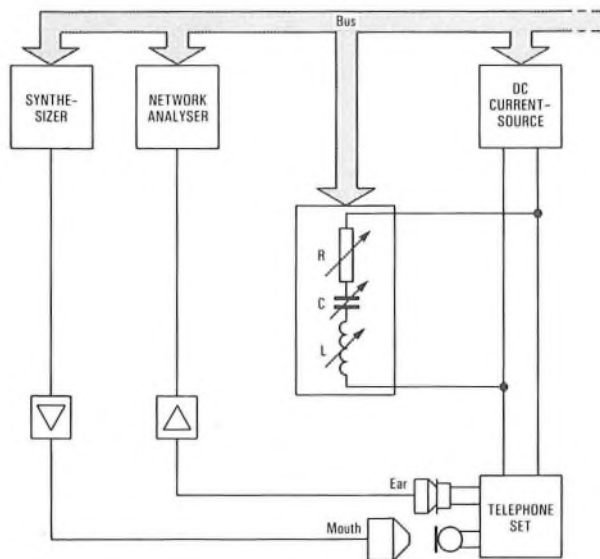 Bus
SYNTHE-
SIZER
NETWORK
ANALYSER
DC
CURRENT-
SOURCE
R
C
L
Ear
Mouth
TELEPHONE
SET